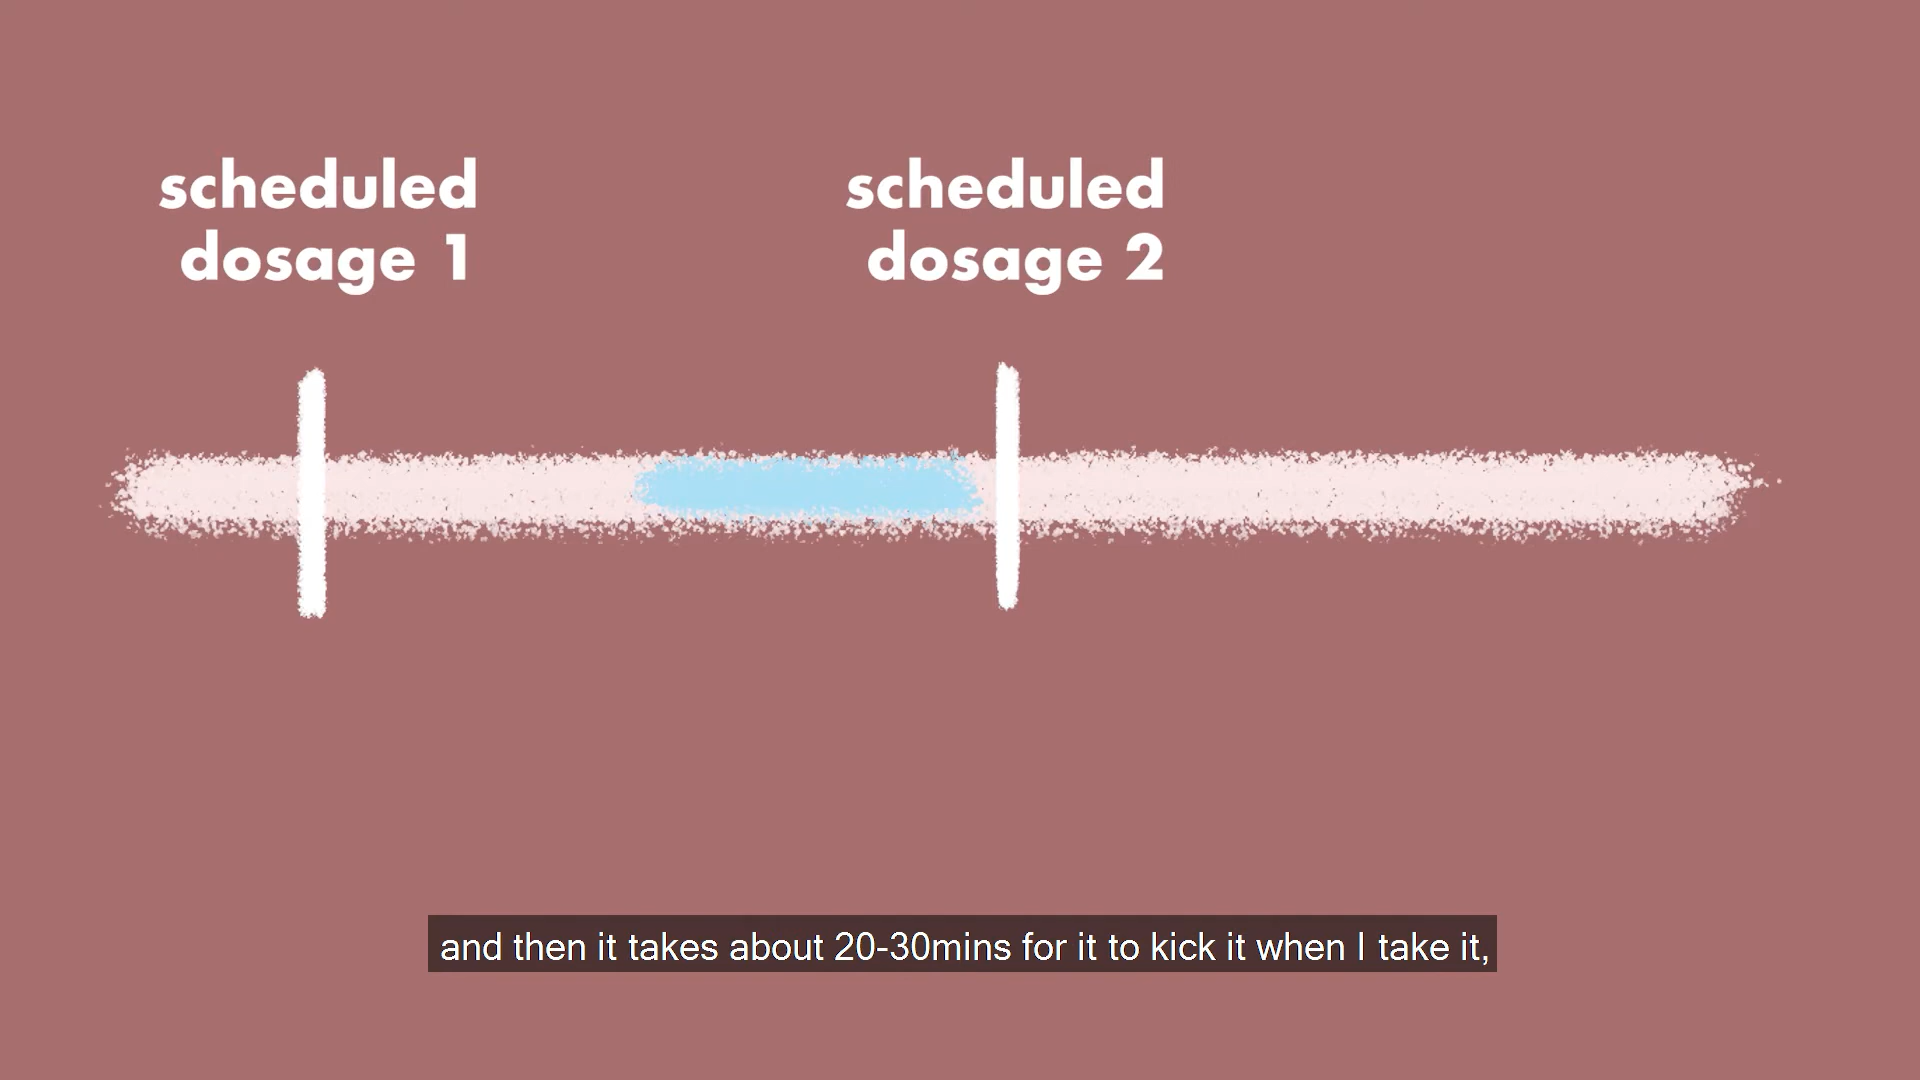 scheduled
dosage 1
scheduled
dosage 2
and then it takes about 20-30mins for it to kick it when I take it,